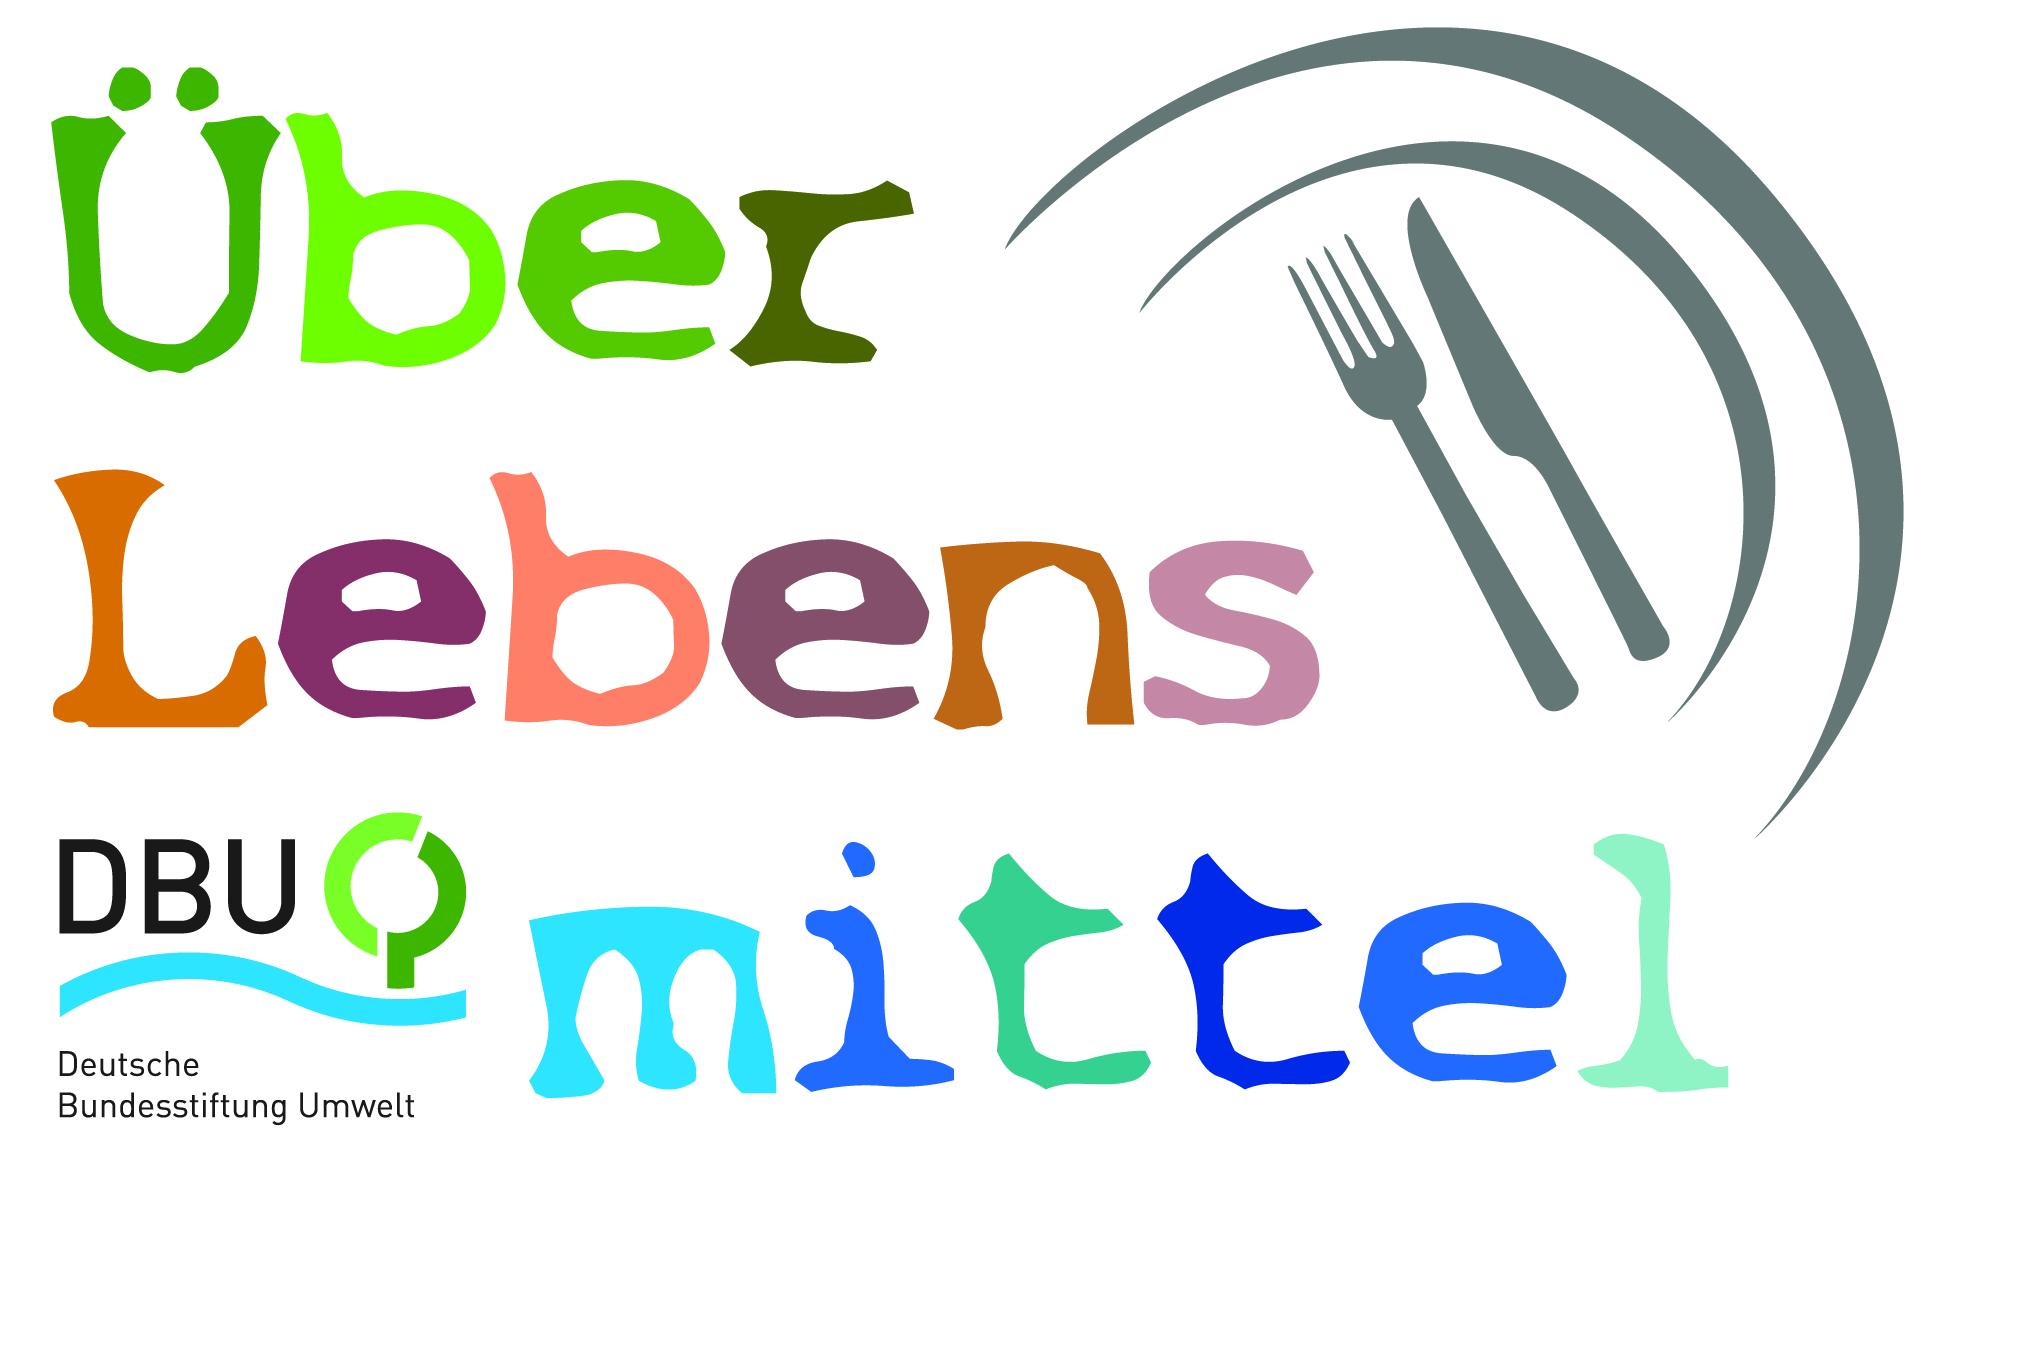 Über
Lebens
mittel
DBU
Deutsche
Bundesstiftung Umwelt